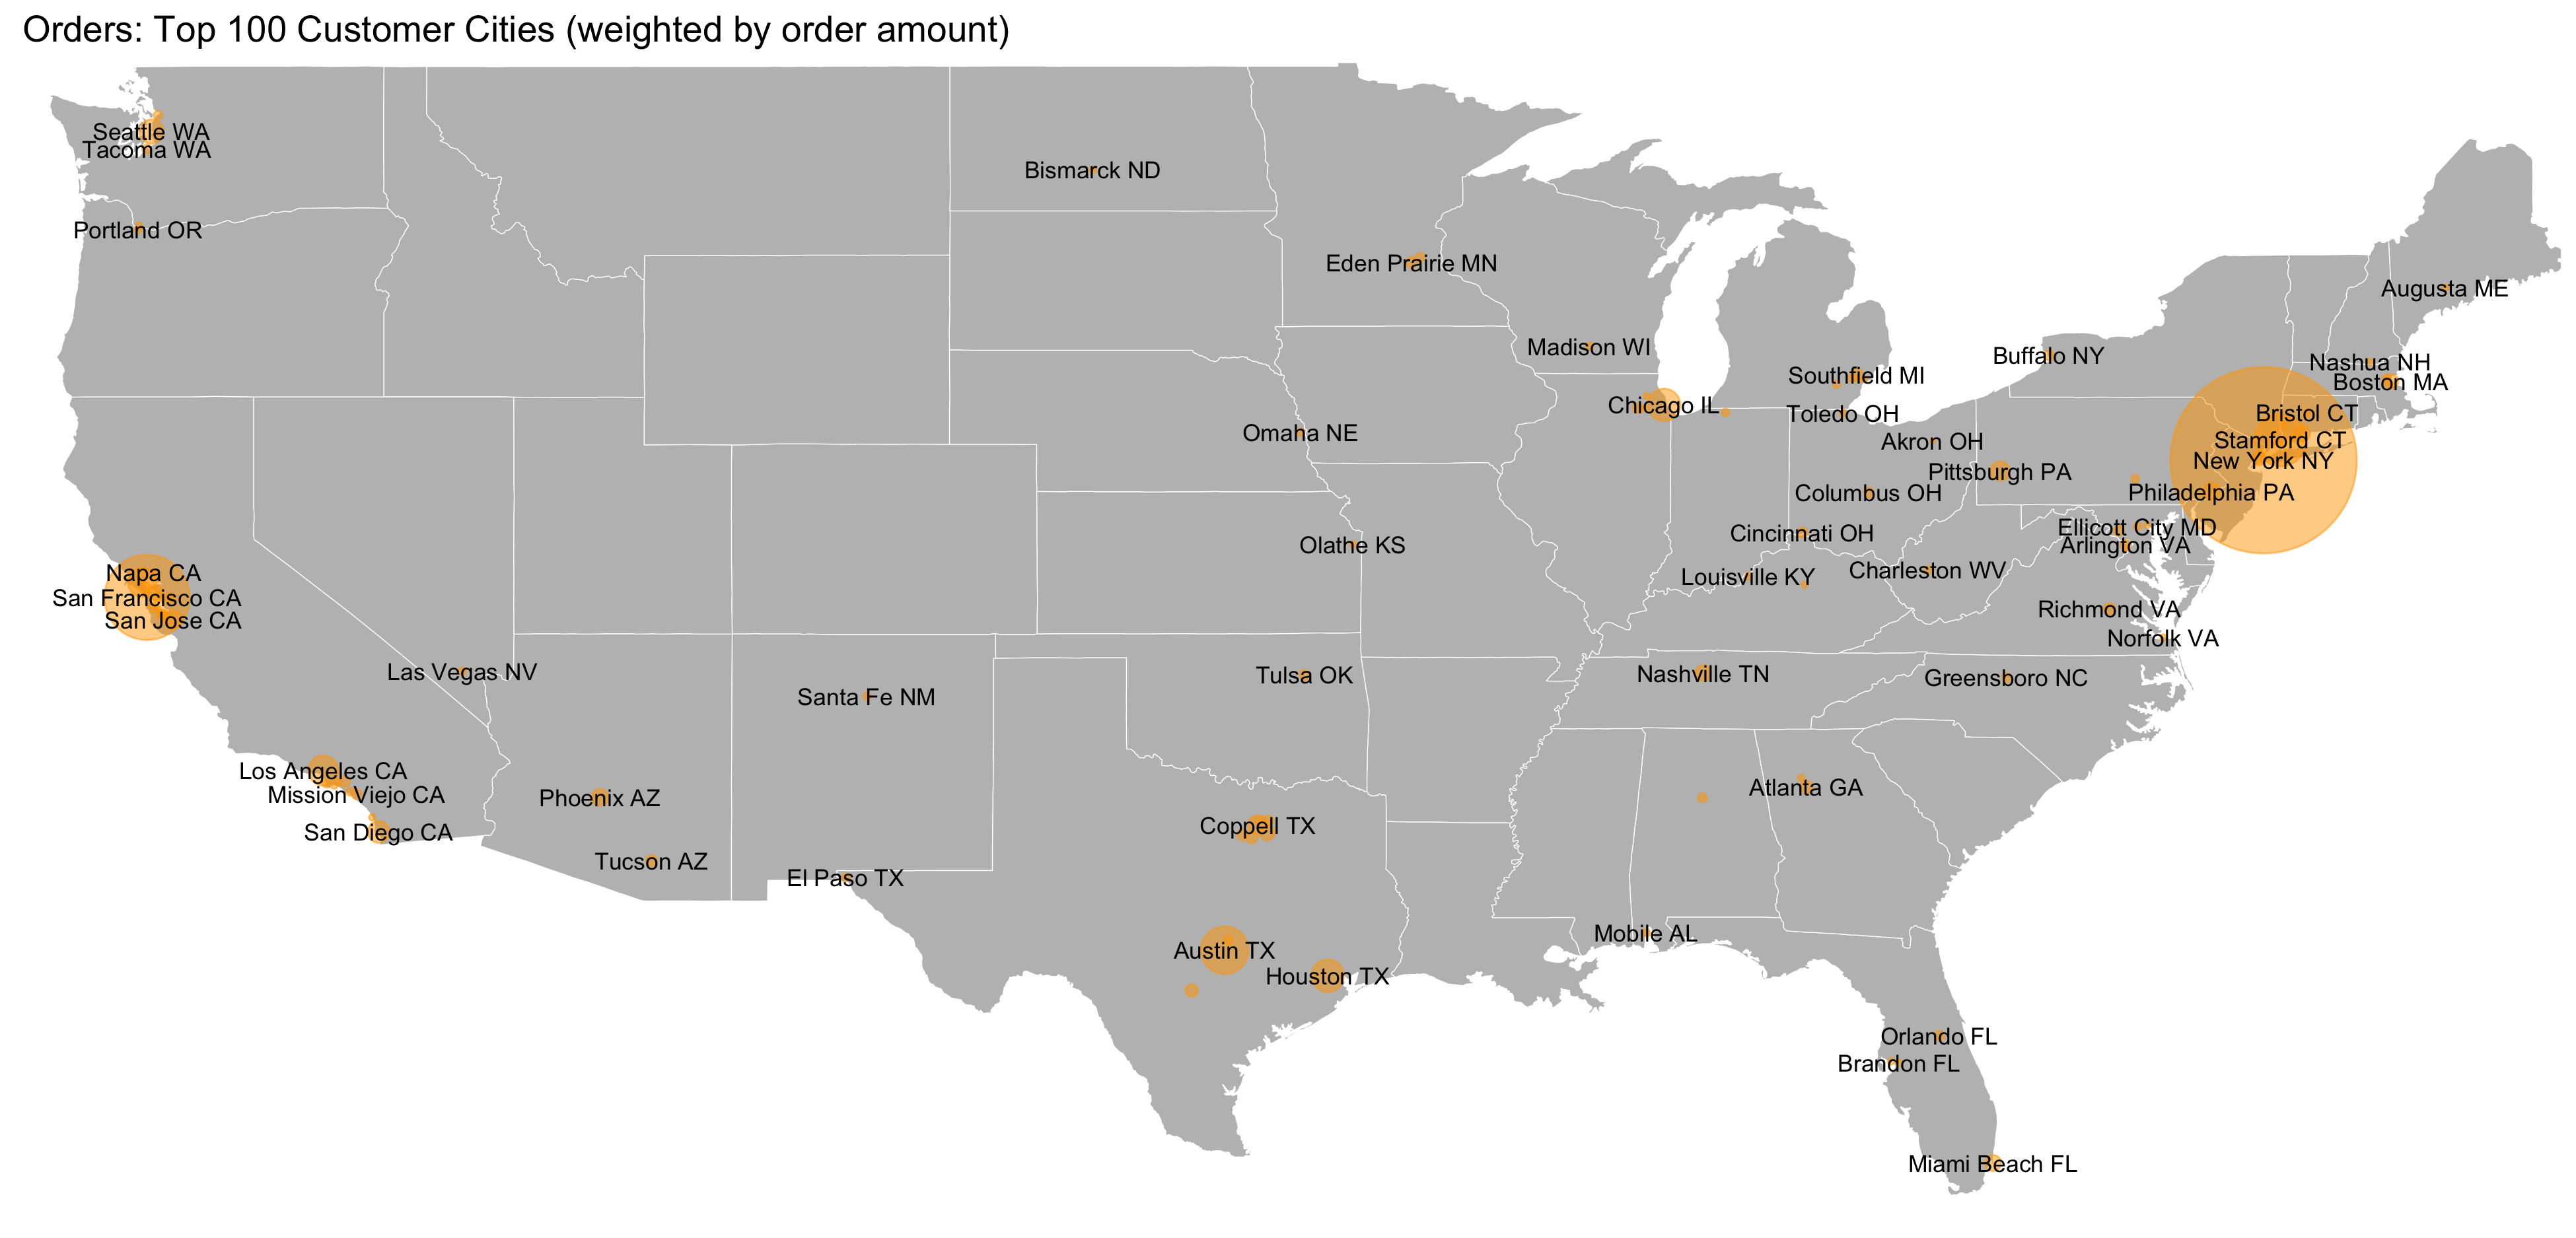 Orders: Top 100 Customer Cities (weighted by order amount)
Seattle WA
Tacoma WA
Bismarck ND
Portland OR
Eden Prairie MN
Augusta ME
Madison WI
Buffalo NY
Nashua NH
Southfield MI
Boston MA
Chicago IL
Toledo OH
Bristol CT
Omaha NE
Akron OH
Stamford CT
New York NY
Pittsburgh PA
Columbus OH
Philadelphia PA
Ellicott City MD
Cincinnati OH
Olathe KS
Arlington VA
Napa CA
Louisville KY
Charleston WV
San Francisco CA
Richmond VA
San Jose CA
Norfolk VA
Las Vegas NV
Tulsa OK
Nashville TN
Greensboro NC
Santa Fe NM
Los Angeles CA
Mission Viejo CA
Phoenix AZ
Atlanta GA
San Diego CA
Coppell TX
Tucson AZ
El Paso TX
Mobile AL
Austin TX
Houston TX
Orlando FL
Brandon FL
Miami Beach FL